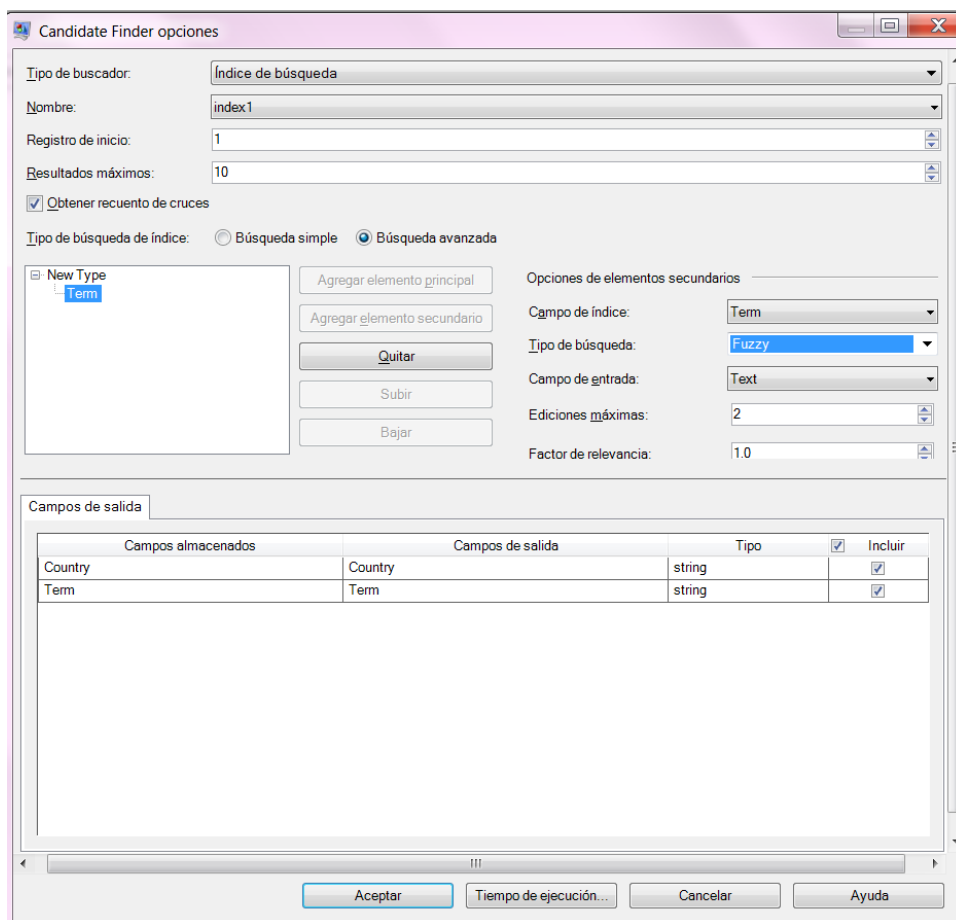 Candidate Finder opciones
Tipo de buscador: Índice de búsqueda
Nombre: index1
Registro de inicio: 1
Resultados máximos: 10
Obtener recuento de cruces
Tipo de búsqueda de índice: Búsqueda simple Búsqueda avanzada
New Type
Term
Agregar elemento principal
Agregar elemento secundario
Quitar
Subir
Bajar
Opciones de elementos secundarios
Campo de índice: Term
Tipo de búsqueda: Fuzzy
Campo de entrada: Text
Ediciones máximas: 2
Factor de relevancia: 1.0
Campos de salida
Campos almacenados Campos de salida Tipo Incluir
Country Country string
Term Term string
Aceptar Tiempo de ejecución... Cancelar Ayuda